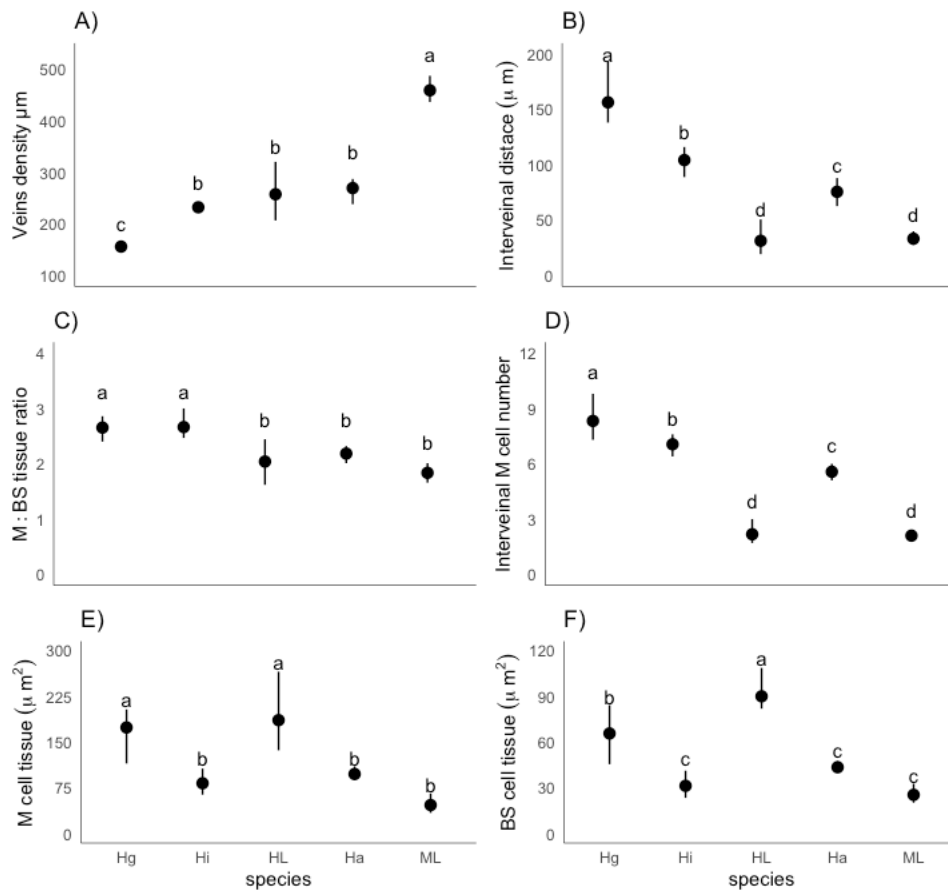 A)
Veins density µm
500
400
300
200
100
c
b
b
b
a
B)
Interveinal distace (μ m)
200
150
100
50
0
a
b
d
c
d
C)
M : BS tissue ratio
4
3
2
1
0
a
a
b
b
b
D)
Interveinal M cell number
12
9
6
3
0
a
b
d
c
d
E)
M cell tissue (μ m²)
300
225
150
75
0
a
b
a
b
b
Hg Hi HL Ha ML
species
F)
BS cell tissue (μ m²)
120
90
60
30
0
b
c
a
c
c
Hg Hi HL Ha ML
species